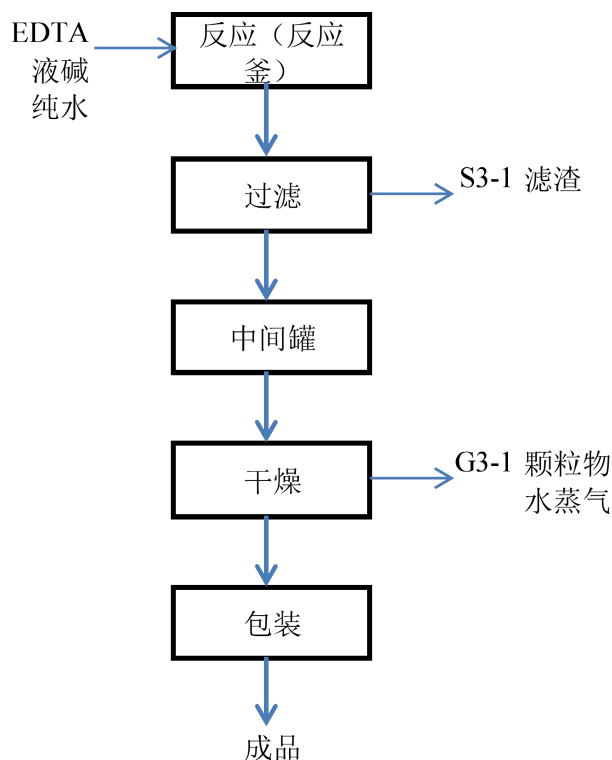 EDTA
液碱
纯水
反应（反应
釜）
过滤
S3-1 滤渣
中间罐
干燥
G3-1 颗粒物
水蒸气
包装
成品